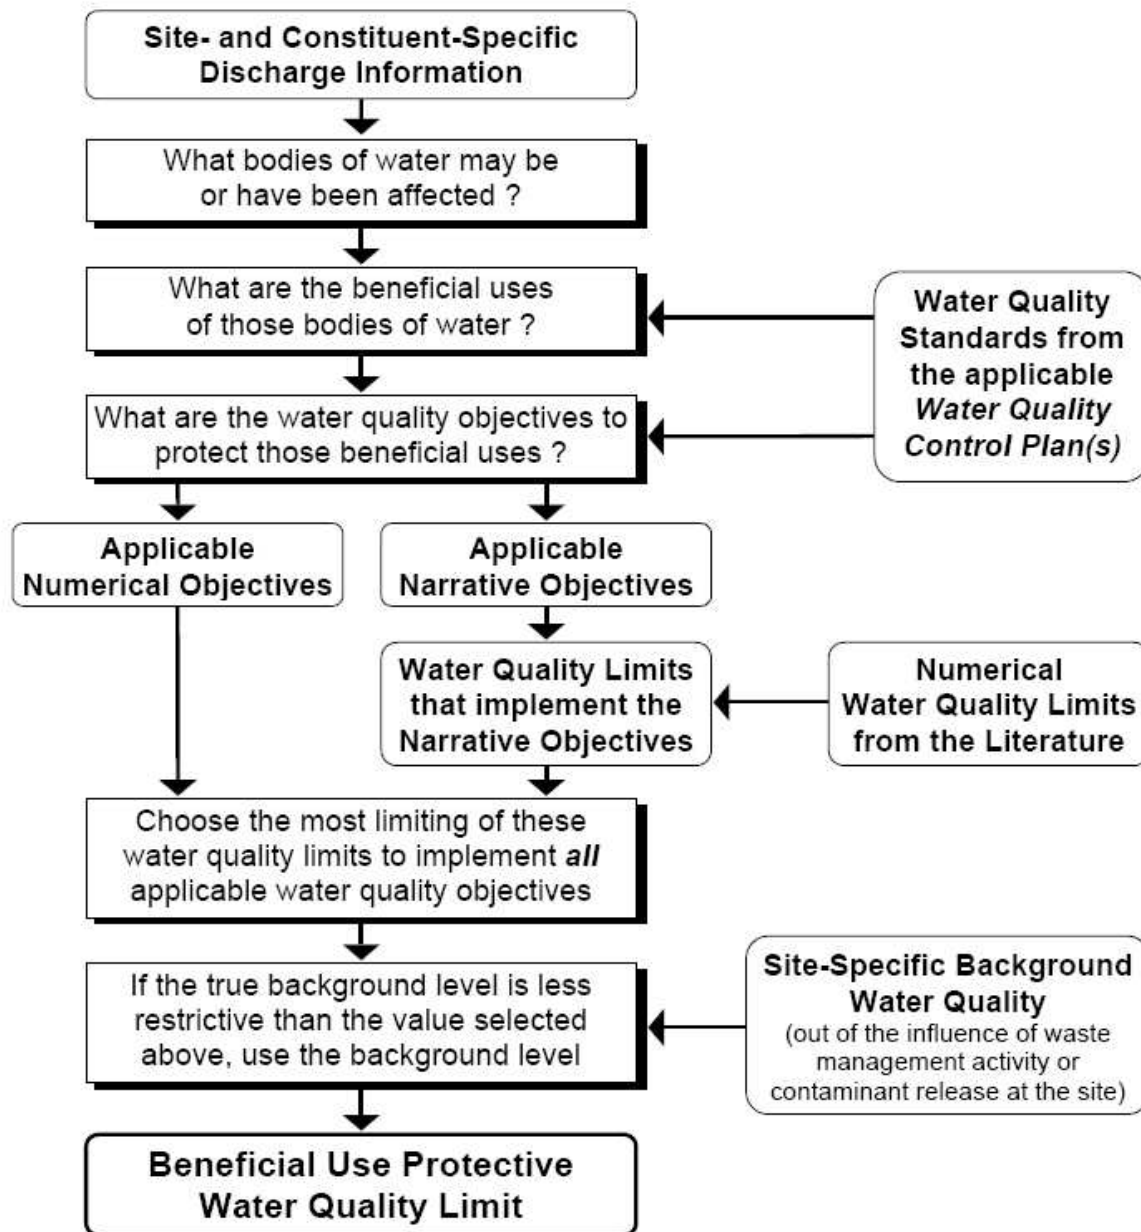 Site- and Constituent-Specific
Discharge Information
What bodies of water may be
or have been affected ?
What are the beneficial uses
of those bodies of water ?
Water Quality
Standards from
the applicable
Water Quality
Control Plan(s)
What are the water quality objectives to
protect those beneficial uses ?
Applicable
Numerical Objectives
Applicable
Narrative Objectives
Water Quality Limits
that implement the
Narrative Objectives
Numerical
Water Quality Limits
from the Literature
Choose the most limiting of these
water quality limits to implement all
applicable water quality objectives
If the true background level is less
restrictive than the value selected
above, use the background level
Site-Specific Background
Water Quality
(out of the influence of waste
management activity or
contaminant release at the site)
Beneficial Use Protective
Water Quality Limit